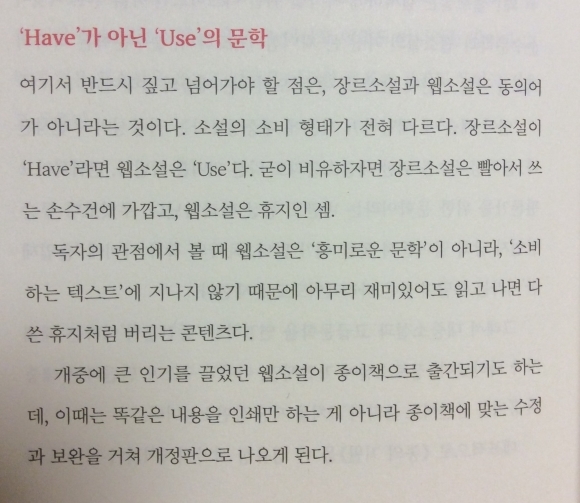 ‘Have’가 아닌 ‘Use’의 문학
여기서 반드시 짚고 넘어가야 할 점은, 장르소설과 웹소설은 동의어
가 아니라는 것이다. 소설의 소비 형태가 전혀 다르다. 장르소설이
‘Have’라면 웹소설은 ‘Use’다. 굳이 비유하자면 장르소설은 빨아서 쓰
는 손수건에 가깝고, 웹소설은 휴지인 셈.
독자의 관점에서 볼 때 웹소설은 ‘흥미로운 문학’이 아니라, ‘소비
하는 텍스트’에 지나지 않기 때문에 아무리 재미있어도 읽고 나면 다
쓴 휴지처럼 버리는 콘텐츠다.
개중에 큰 인기를 끌었던 웹소설이 종이책으로 출간되기도 하는
데, 이때는 똑같은 내용을 인쇄만 하는 게 아니라 종이책에 맞는 수정
과 보완을 거쳐 개정판으로 나오게 된다.